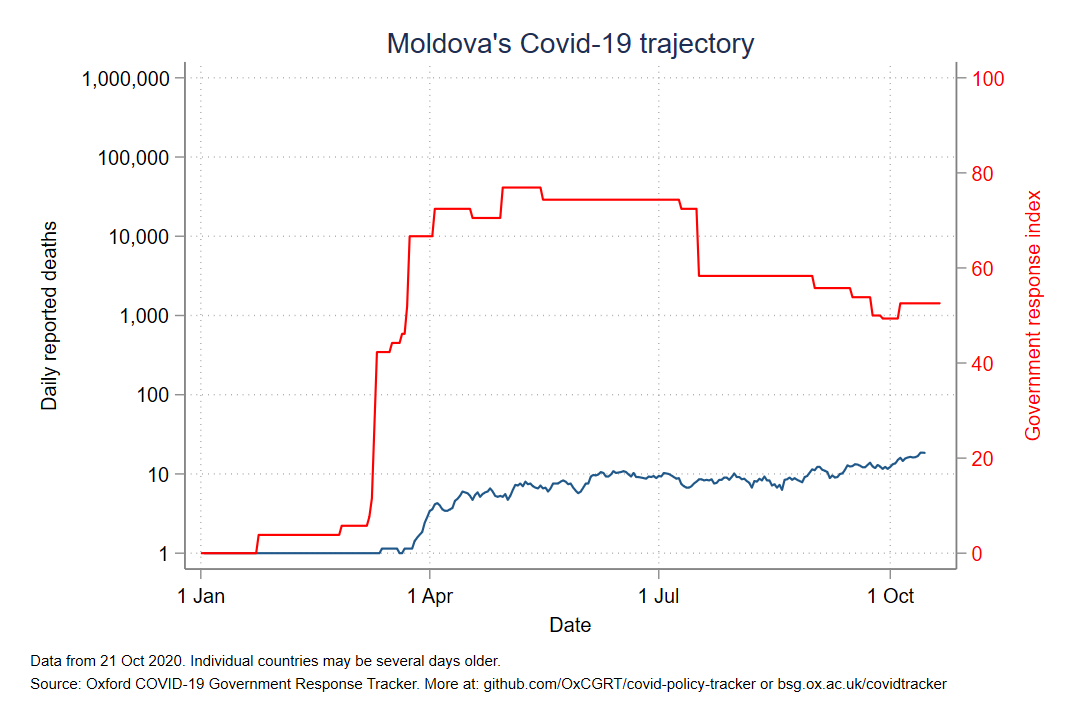 Moldova's Covid-19 trajectory
1,000,000
100,000
10,000
1,000
100
10
1
Daily reported deaths
100
80
60
40
20
0
Government response index
1 Jan
1 Apr
1 Jul
1 Oct
Date
Data from 21 Oct 2020. Individual countries may be several days older.
Source: Oxford COVID-19 Government Response Tracker. More at: github.com/OxCGRT/covid-policy-tracker or bsg.ox.ac.uk/covidtracker